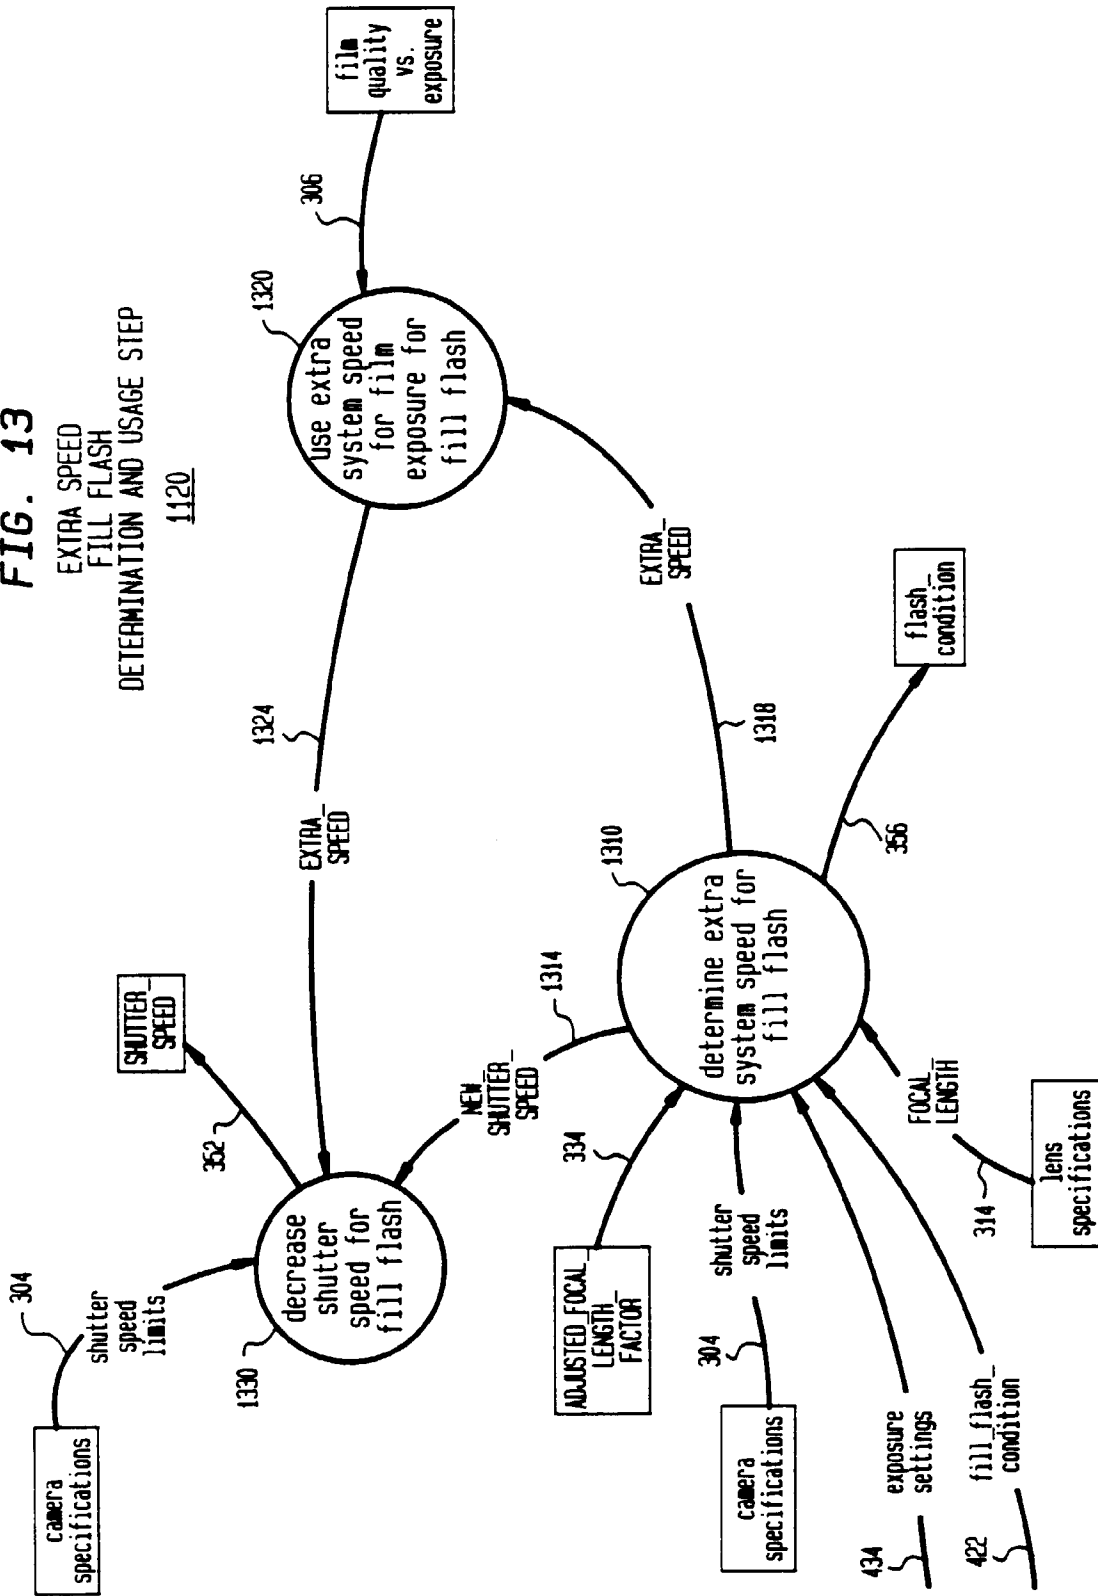 FIG. 13
EXTRA SPEED
FILL FLASH
DETERMINATION AND USAGE STEP
1120
camera
specifications
304
shutter
speed
limits
1330
decrease
shutter
speed for
fill flash
352
SHUTTER_
SPEED
EXTRA_
SPEED
1324
1320
use extra
system speed
for film
exposure for
fill flash
306
film
quality
vs.
exposure
NEW_
SHUTTER_
SPEED
1314
1310
determine extra
system speed for
fill flash
1318
EXTRA_
SPEED
356
flash_
condition
ADJUSTED_FOCAL_
LENGTH_
FACTOR
334
camera
specifications
304
shutter
speed
limits
434
exposure
settings
422
fill_flash_
condition
lens
specifications
314
FOCAL_
LENGTH